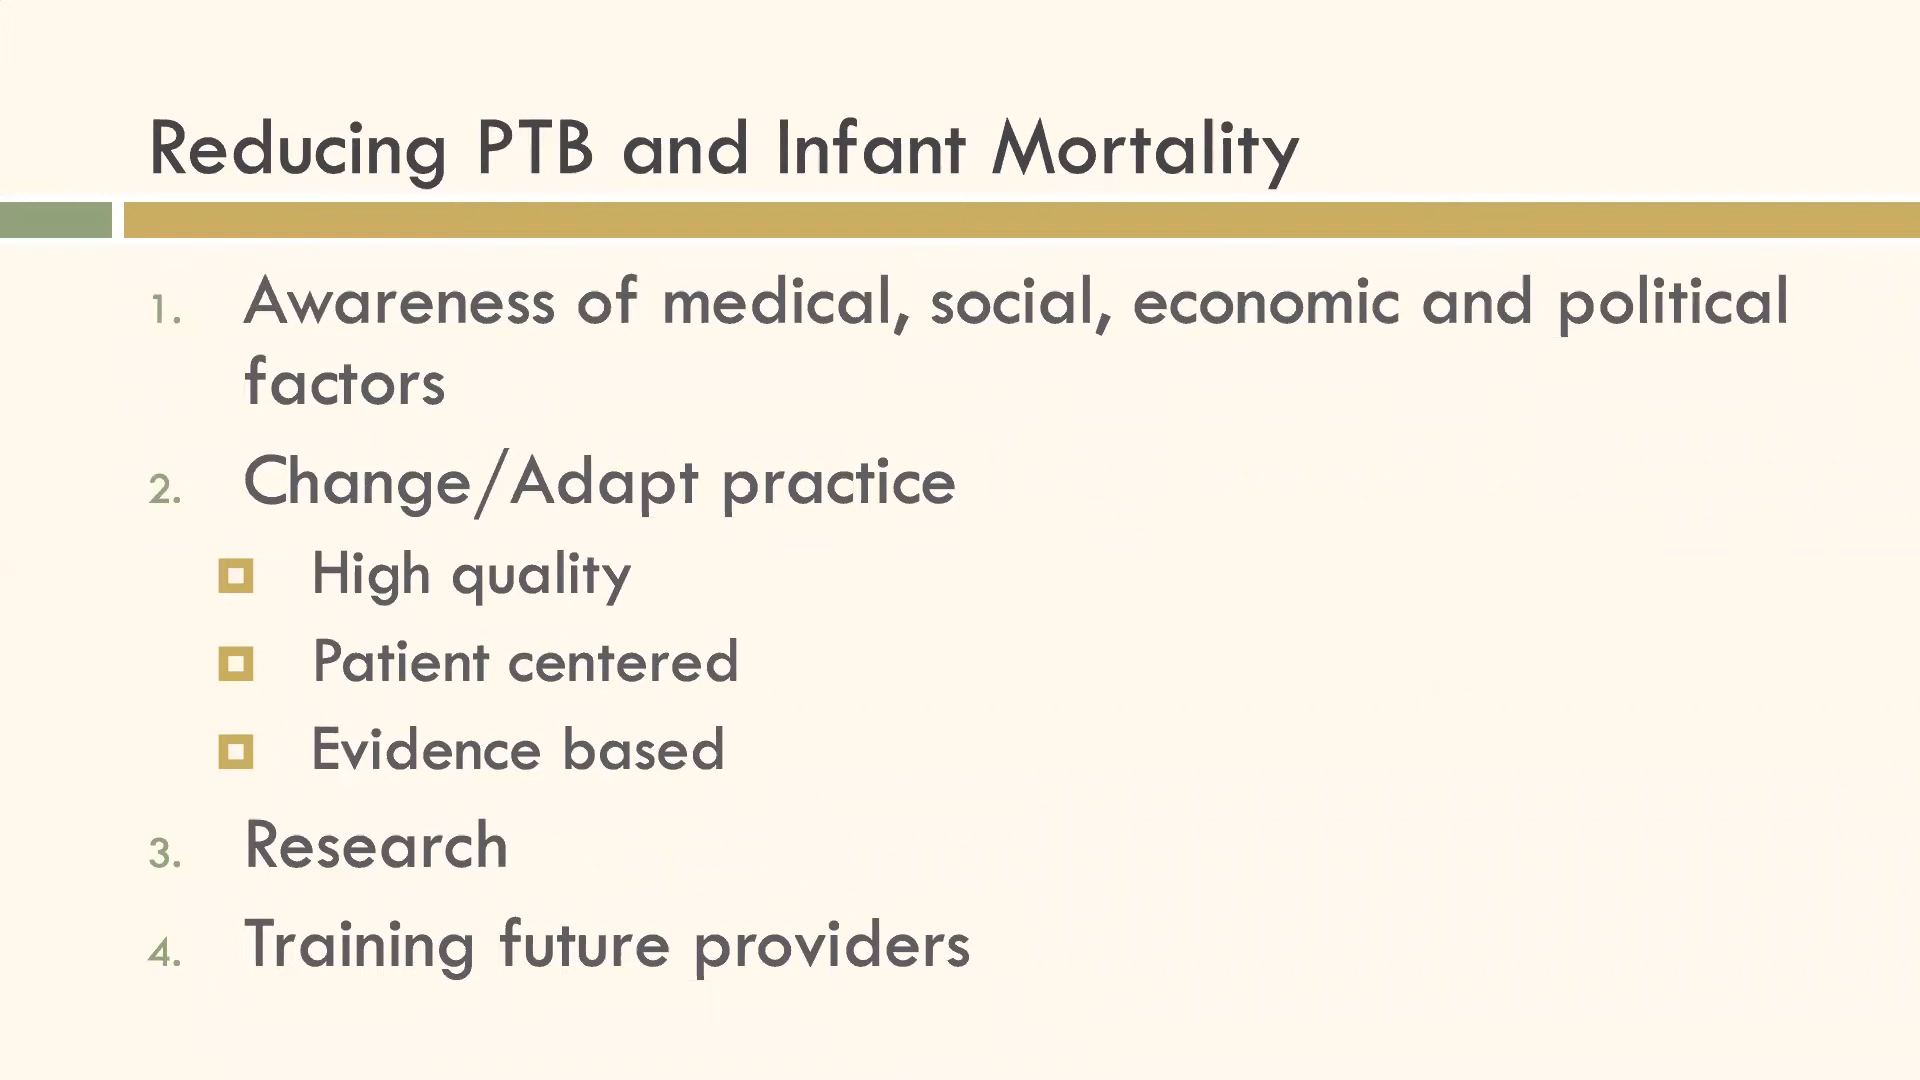 Reducing PTB and Infant Mortality
1. Awareness of medical, social, economic and political
factors
2. Change/Adapt practice
High quality
Patient centered
Evidence based
3. Research
4. Training future providers